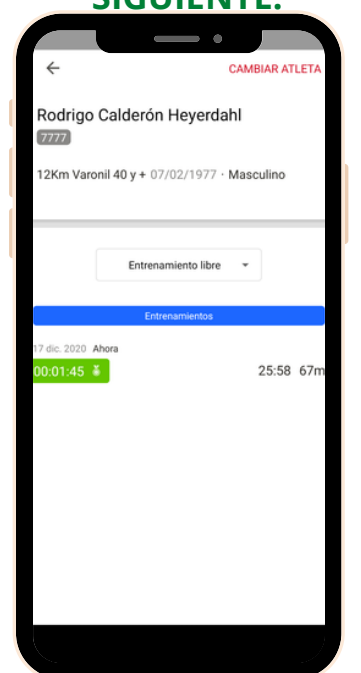 SIGUIENTE:
CAMBIAR ATLETA
Rodrigo Calderón Heyerdahl
7777
12Km Varonil 40 y + 07/02/1977 · Masculino
Entrenamiento libre
Entrenamientos
17 dic. 2020 Ahora
00:01:45 25:58 67m